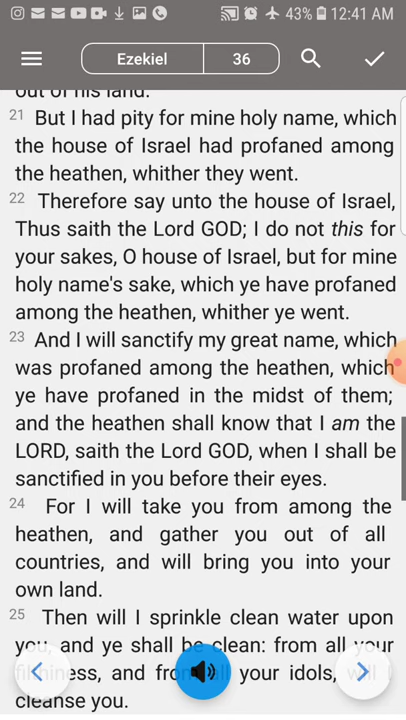 43% 12:41 AM
Ezekiel 36
out of his land.
21 But I had pity for mine holy name, which
the house of Israel had profaned among
the heathen, whither they went.
22 Therefore say unto the house of Israel,
Thus saith the Lord GOD; I do not this for
your sakes, O house of Israel, but for mine
holy name's sake, which ye have profaned
among the heathen, whither ye went.
23 And I will sanctify my great name, which
was profaned among the heathen, which
ye have profaned in the midst of them;
and the heathen shall know that I am the
LORD, saith the Lord GOD, when I shall be
sanctified in you before their eyes.
24 For I will take you from among the
heathen, and gather you out of all
countries, and will bring you into your
own land.
25 Then will I sprinkle clean water upon
you, and ye shall be clean: from all your
filthiness, and from all your idols, will I
cleanse you.